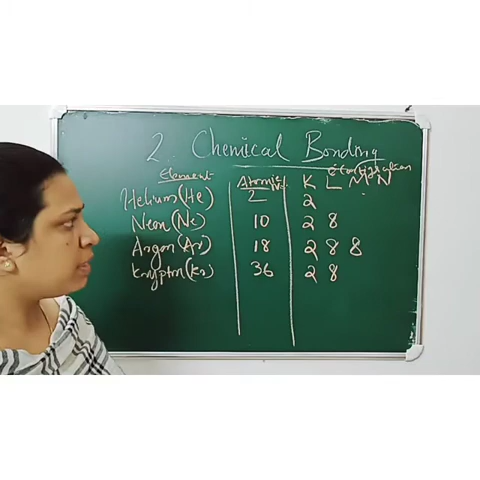 2. Chemical Bonding
Element Atomic No. e⁻configuration
K L M N
Helium (He) 2 2
Neon (Ne) 10 2 8
Argon (Ar) 18 2 8 8
Krypton (Kr) 36 2 8